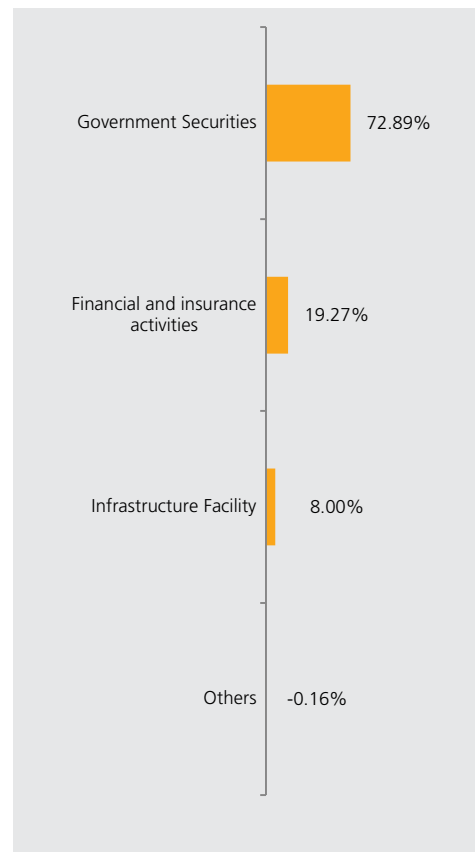 Government Securities
72.89%
Financial and insurance
activities
19.27%
Infrastructure Facility
8.00%
Others
-0.16%